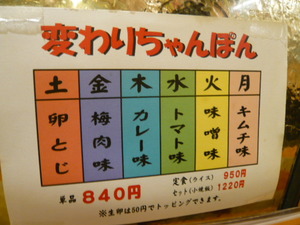 変わりちゃんぽん
土 金 木 水 火 月
卵とじ 梅肉味 カレー味 トマト味 味噌味 キムチ味
単品 840円
定食(ライス) 950円
セット(小焼飯) 1220円
※生卵は50円でトッピングできます。